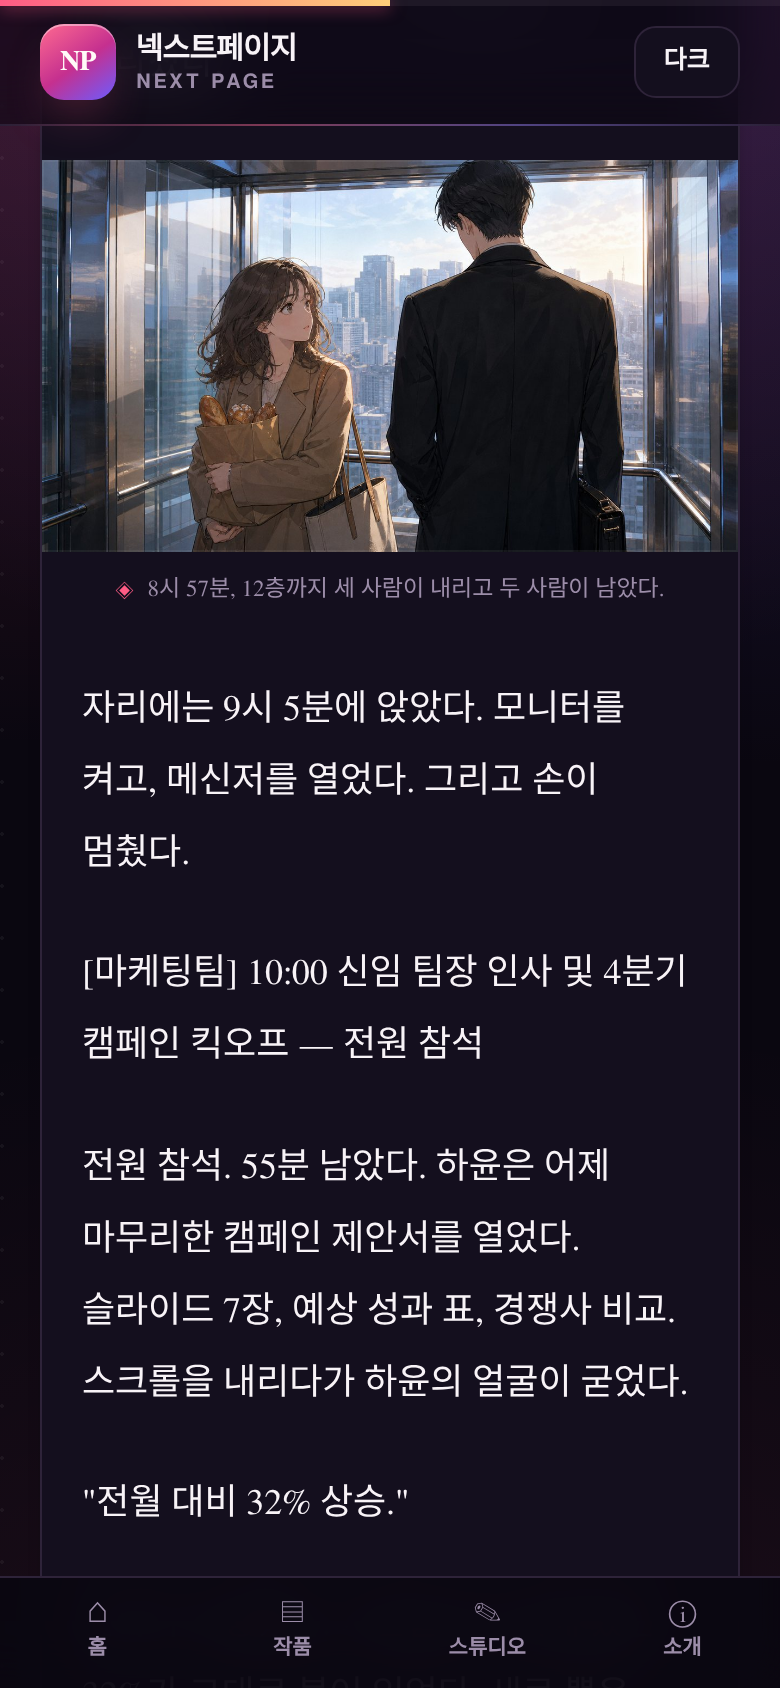 NP
넥스트페이지
NEXT PAGE
다크
◈ 8시 57분, 12층까지 세 사람이 내리고 두 사람이 남았다.
자리에는 9시 5분에 앉았다. 모니터를
켜고, 메신저를 열었다. 그리고 손이
멈췄다.
[마케팅팀] 10:00 신임 팀장 인사 및 4분기
캠페인 킥오프 — 전원 참석
전원 참석. 55분 남았다. 하윤은 어제
마무리한 캠페인 제안서를 열었다.
슬라이드 7장, 예상 성과 표, 경쟁사 비교.
스크롤을 내리다가 하윤의 얼굴이 굳었다.
"전월 대비 32% 상승."
홈
작품
스튜디오
소개